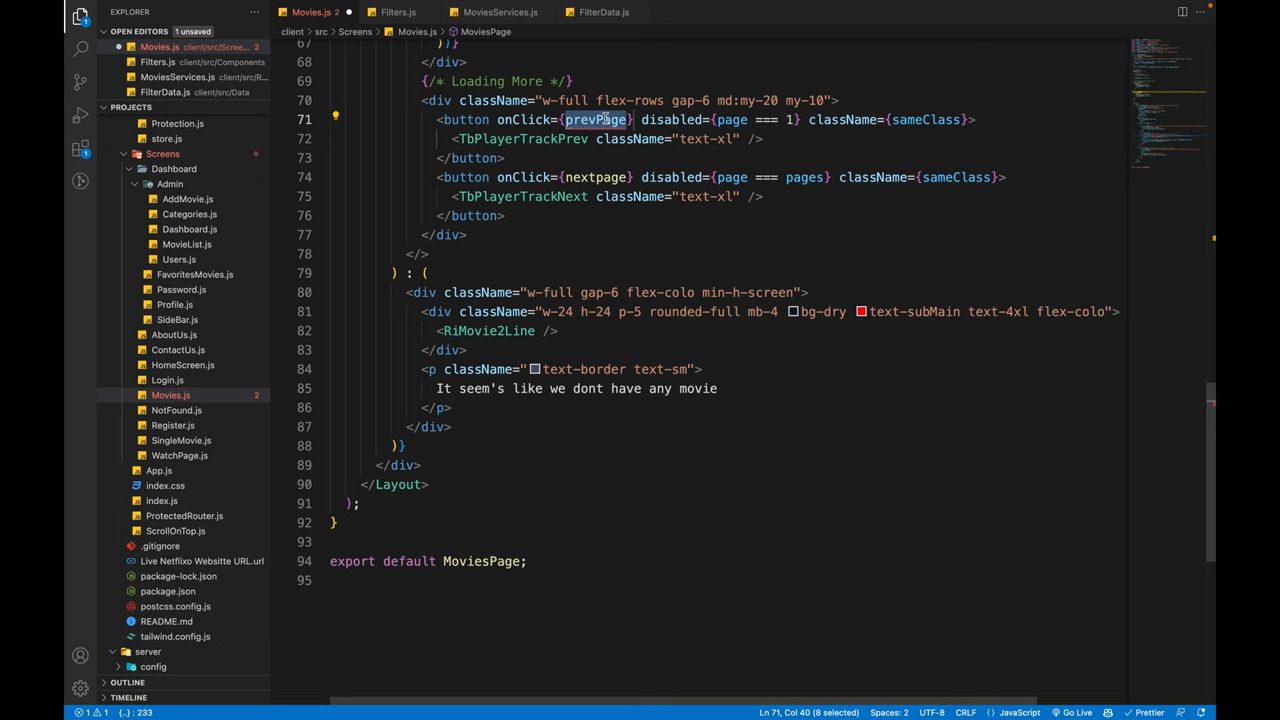 EXPLORER
Movies.js 2
Filters.js
MoviesServices.js
FilterData.js
OPEN EDITORS 1 unsaved
client > src > Screens > Movies.js > MoviesPage
Movies.js client/src/Scree... 2
Filters.js client/src/Components
MoviesServices.js client/src/R...
FilterData.js client/src/Data
PROJECTS
Protection.js
store.js
Screens
Dashboard
Admin
AddMovie.js
Categories.js
Dashboard.js
MovieList.js
Users.js
FavoritesMovies.js
Password.js
Profile.js
SideBar.js
AboutUs.js
ContactUs.js
HomeScreen.js
Login.js
Movies.js 2
NotFound.js
Register.js
SingleMovie.js
WatchPage.js
App.js
index.css
index.js
ProtectedRouter.js
ScrollOnTop.js
.gitignore
Live Netflixo Websitte URL.url
package-lock.json
package.json
postcss.config.js
README.md
tailwind.config.js
server
config
OUTLINE
TIMELINE
67 ))}
68 </div>
69 {/* Loading More */}
70 <div className="w-full flex-rows gap-6 md:my-20 my-10">
71 <button onClick={prevPage} disabled={page === 1} className={sameClass}>
72 <TbPlayerTrackPrev className="text-xl" />
73 </button>
74 <button onClick={nextpage} disabled={page === pages} className={sameClass}>
75 <TbPlayerTrackNext className="text-xl" />
76 </button>
77 </div>
78 </>
79 ) : (
80 <div className="w-full gap-6 flex-colo min-h-screen">
81 <div className="w-24 h-24 p-5 rounded-full mb-4 bg-dry text-subMain text-4xl flex-colo">
82 <RiMovie2Line />
83 </div>
84 <p className="text-border text-sm">
85 It seem's like we dont have any movie
86 </p>
87 </div>
88 )}
89 </div>
90 </Layout>
91 );
92 }
93
94 export default MoviesPage;
95
1 1 {..} : 233 Ln 71, Col 40 (8 selected) Spaces: 2 UTF-8 CRLF JavaScript Go Live Prettier